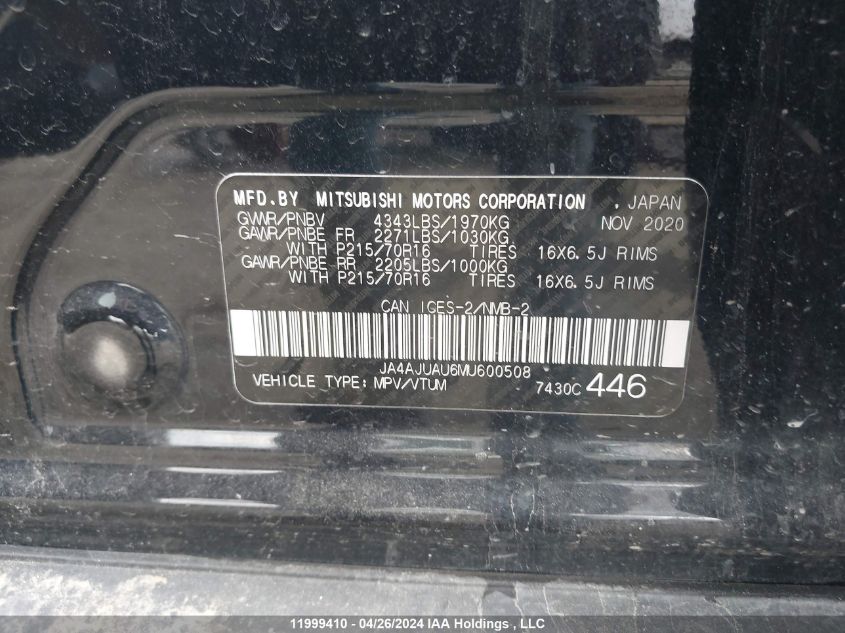 MFD.BY MITSUBISHI MOTORS CORPORATION , JAPAN
GVWR/PNBV 4343LBS/1970KG NOV 2020
GAWR/PNBE FR 2271LBS/1030KG
WITH P215/70R16 TIRES 16X6.5J RIMS
GAWR/PNBE RR 2205LBS/1000KG
WITH P215/70R16 TIRES 16X6.5J RIMS
CAN ICES-2/NMB-2
JA4AJUAU6MU600508
VEHICLE TYPE: MPV/VTUM 7430C 446
11999410 - 04/26/2024 IAA Holdings , LLC